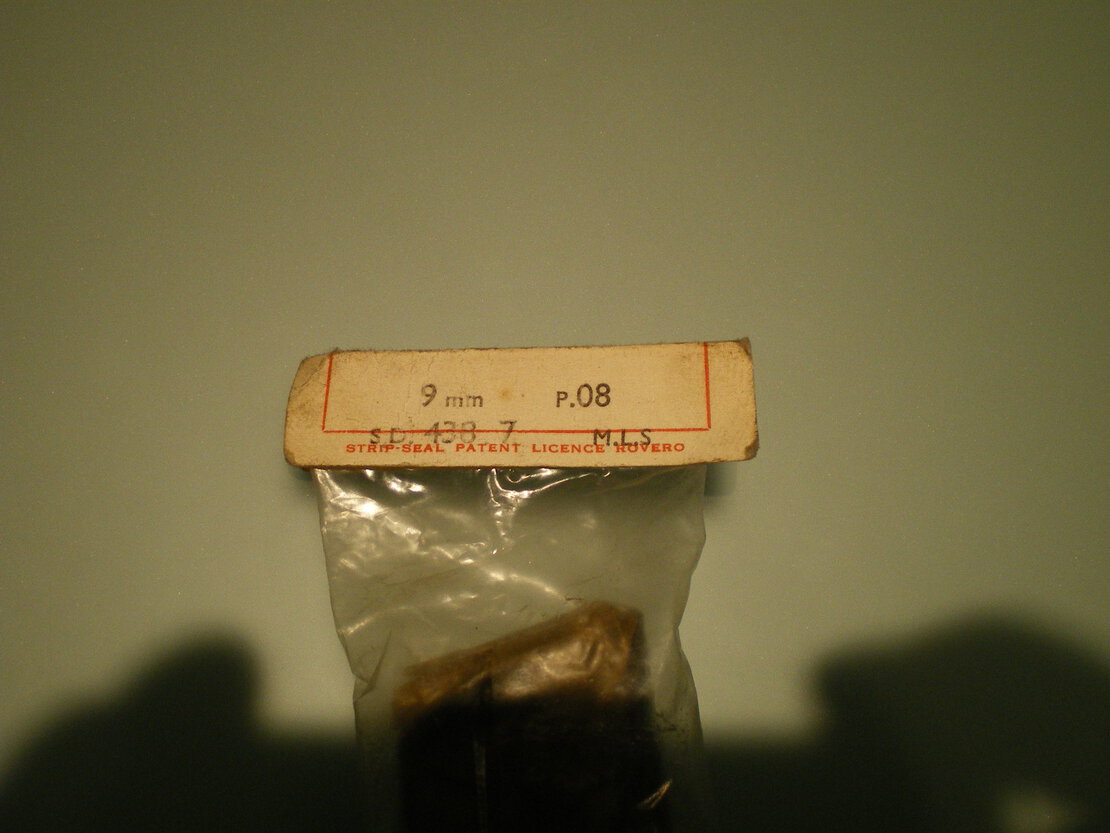 9 mm P.08
S.D. 438 7 M.L.S
STRIP-SEAL PATENT LICENCE ROVERO